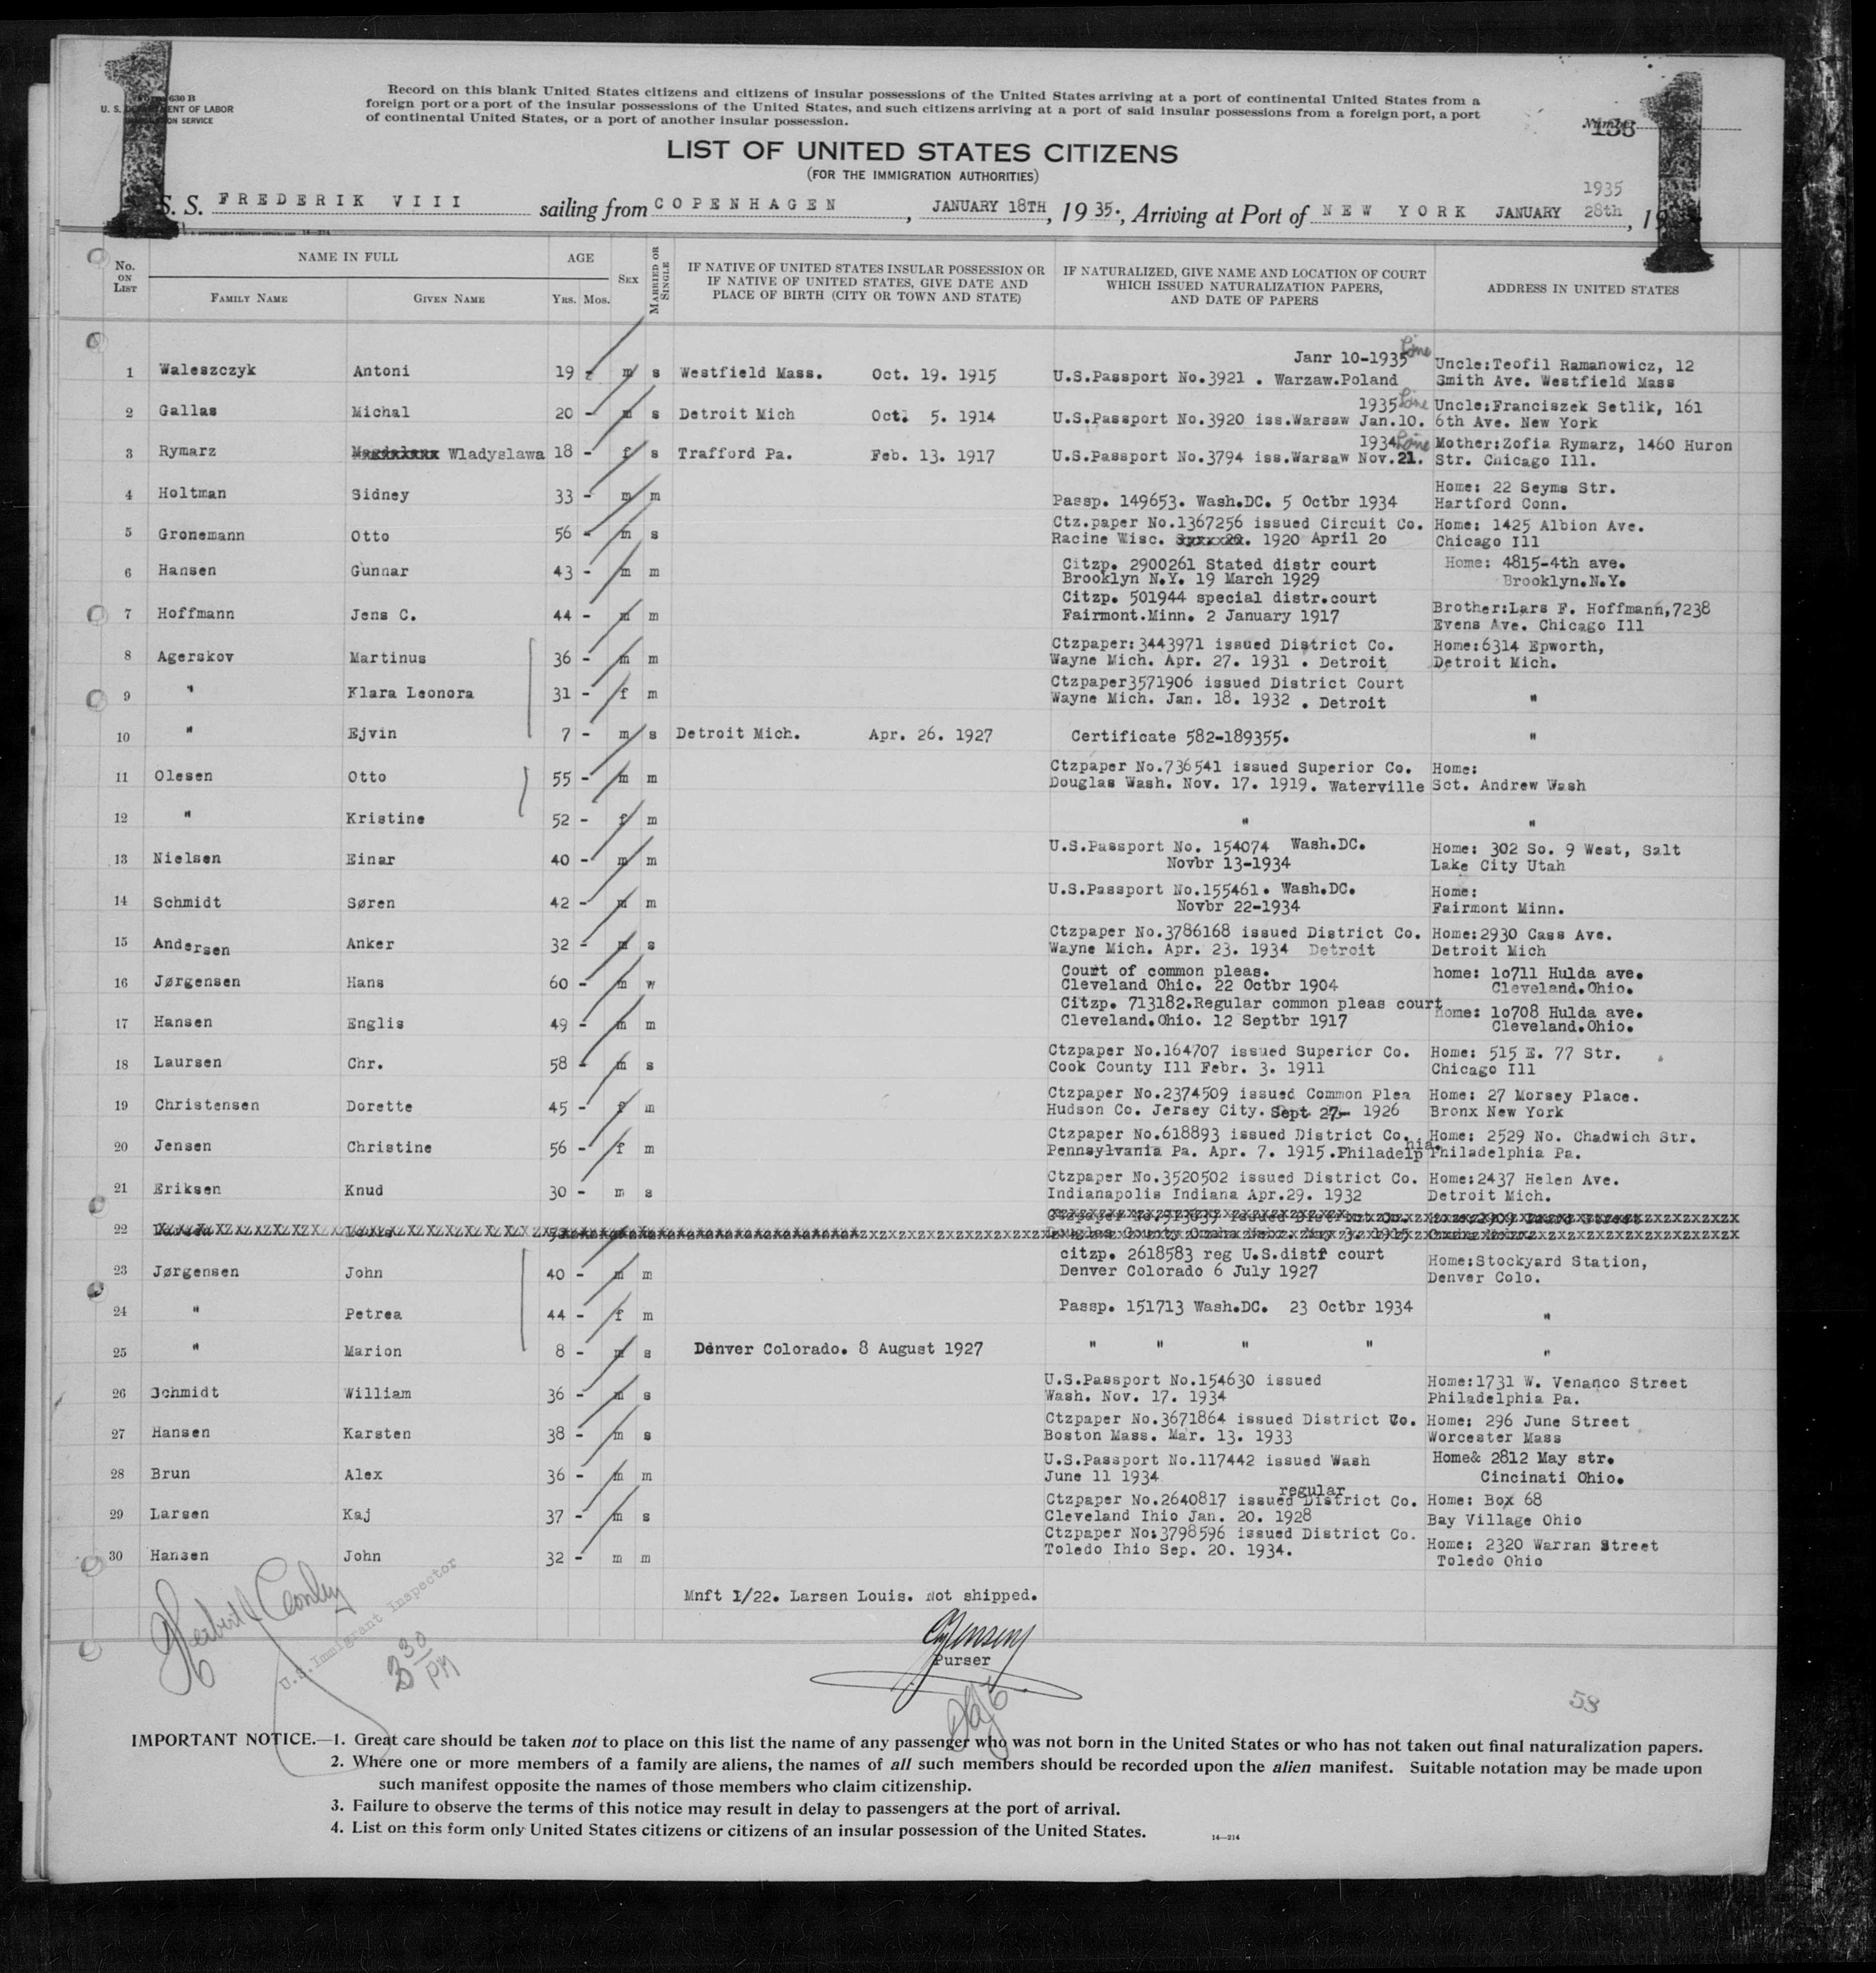 1 1
630 B
U. S. DEPARTMENT OF LABOR
IMMIGRATION SERVICE
Record on this blank United States citizens and citizens of insular possessions of the United States arriving at a port of continental United States from a
foreign port or a port of the insular possessions of the United States, and such citizens arriving at a port of said insular possessions from a foreign port, a port
of continental United States, or a port of another insular possession.
Number 138
LIST OF UNITED STATES CITIZENS
(FOR THE IMMIGRATION AUTHORITIES)
S. S. FREDERIK VIII sailing from COPENHAGEN, JANUARY 18TH, 1935., Arriving at Port of NEW YORK JANUARY 28th 1935, 19
No. ON LIST NAME IN FULL AGE SEX MARRIED OR SINGLE IF NATIVE OF UNITED STATES INSULAR POSSESSION OR IF NATIVE OF UNITED STATES, GIVE DATE AND PLACE OF BIRTH (CITY OR TOWN AND STATE) IF NATURALIZED, GIVE NAME AND LOCATION OF COURT WHICH ISSUED NATURALIZATION PAPERS, AND DATE OF PAPERS ADDRESS IN UNITED STATES
FAMILY NAME GIVEN NAME YRS. MOS.
Janr 10-1935 Line Uncle:Teofil Ramanowicz, 12
1 Waleszczyk Antoni 19 - m s Westfield Mass. Oct. 19. 1915 U.S.Passport No.3921 . Warzaw.Poland Smith Ave. Westfield Mass
1935 Line Uncle:Franciszek Setlik, 161
2 Gallas Michal 20 - m s Detroit Mich Oct. 5. 1914 U.S.Passport No.3920 iss.Warsaw Jan.10. 6th Ave. New York
1934 Line Mother:Zofia Rymarz, 1460 Huron
3 Rymarz Wladyslawa 18 - f s Trafford Pa. Feb. 13. 1917 U.S.Passport No.3794 iss.Warsaw Nov.21. Str. Chicago Ill.
Home: 22 Seyms Str.
4 Holtman Sidney 33 - m m Passp. 149653. Wash.DC. 5 Octbr 1934 Hartford Conn.
Ctz.paper No.1367256 issued Circuit Co. Home: 1425 Albion Ave.
5 Gronemann Otto 56 - m s Racine Wisc. 1920 April 2o Chicago Ill
Citzp. 2900261 Stated distr court Home: 4815-4th ave.
6 Hansen Gunnar 43 - m m Brooklyn N.Y. 19 March 1929 Brooklyn.N.Y.
Citzp. 501944 special distr.court Brother:Lars F. Hoffmann,7238
7 Hoffmann Jens C. 44 - m m Fairmont.Minn. 2 January 1917 Evens Ave. Chicago Ill
Ctzpaper:3443971 issued District Co. Home:6314 Epworth,
8 Agerskov Martinus 36 - m m Wayne Mich. Apr. 27. 1931 . Detroit Detroit Mich.
Ctzpaper3571906 issued District Court
9 " Klara Leonora 31 - f m Wayne Mich. Jan. 18. 1932 . Detroit "
10 " Ejvin 7 - m s Detroit Mich. Apr. 26. 1927 Certificate 582-189355. "
Ctzpaper No.736541 issued Superior Co. Home:
11 Olesen Otto 55 - m m Douglas Wash. Nov. 17. 1919. Waterville Sct. Andrew Wash
12 " Kristine 52 - f m " "
U.S.Passport No. 154074 Wash.DC. Home: 302 So. 9 West, Salt
13 Nielsen Einar 40 - m m Novbr 13-1934 Lake City Utah
U.S.Passport No.155461. Wash.DC. Home:
14 Schmidt Søren 42 - m m Novbr 22-1934 Fairmont Minn.
Ctzpaper No.3786168 issued District Co. Home:2930 Cass Ave.
15 Andersen Anker 32 - m s Wayne Mich. Apr. 23. 1934 Detroit Detroit Mich
Court of common pleas. home: 1o711 Hulda ave.
16 Jørgensen Hans 60 - m w Cleveland Ohio. 22 Octbr 1904 Cleveland.Ohio.
Citzp. 713182.Regular common pleas court home: 1o708 Hulda ave.
17 Hansen Englis 49 - m m Cleveland.Ohio. 12 Septbr 1917 Cleveland.Ohio.
Ctzpaper No.164707 issued Superior Co. Home: 515 E. 77 Str.
18 Laursen Chr. 58 - m s Cook County Ill Febr. 3. 1911 Chicago Ill
Ctzpaper No.2374509 issued Common Plea Home: 27 Morsey Place.
19 Christensen Dorette 45 - f m Hudson Co. Jersey City. Sept 27- 1926 Bronx New York
Ctzpaper No.618893 issued District Co. Home: 2529 No. Chadwich Str.
20 Jensen Christine 56 - f m Pennsylvania Pa. Apr. 7. 1915.Philadelphia. Philadelphia Pa.
Ctzpaper No.3520502 issued District Co. Home:2437 Helen Ave.
21 Eriksen Knud 30 - m s Indianapolis Indiana Apr.29. 1932 Detroit Mich.
22
citzp. 2618583 reg U.S.distr court Home:Stockyard Station,
23 Jørgensen John 40 - m m Denver Colorado 6 July 1927 Denver Colo.
24 " Petrea 44 - f m Passp. 151713 Wash.DC. 23 Octbr 1934 "
25 " Marion 8 - m s Denver Colorado. 8 August 1927 " " " " "
U.S.Passport No.154630 issued Home:1731 W. Venanco Street
26 Schmidt William 36 - m s Wash. Nov. 17. 1934 Philadelphia Pa.
Ctzpaper No.3671864 issued District Co. Home: 296 June Street
27 Hansen Karsten 38 - m s Boston Mass. Mar. 13. 1933 Worcester Mass
U.S.Passport No.117442 issued Wash Home& 2812 May str.
28 Brun Alex 36 - m m June 11 1934 Cincinati Ohio.
regular
Ctzpaper No.2640817 issued District Co. Home: Box 68
29 Larsen Kaj 37 - m s Cleveland Ihio Jan. 20. 1928 Bay Village Ohio
Ctzpaper No:3798596 issued District Co. Home: 2320 Warran Street
30 Hansen John 32 - m m Toledo Ihio Sep. 20. 1934. Toledo Ohio
Mnft 1/22. Larsen Louis. Not shipped.
U.S. Immigrant Inspector
3 30 PM
Purser
58
IMPORTANT NOTICE.—1. Great care should be taken not to place on this list the name of any passenger who was not born in the United States or who has not taken out final naturalization papers.
2. Where one or more members of a family are aliens, the names of all such members should be recorded upon the alien manifest. Suitable notation may be made upon
such manifest opposite the names of those members who claim citizenship.
3. Failure to observe the terms of this notice may result in delay to passengers at the port of arrival.
4. List on this form only United States citizens or citizens of an insular possession of the United States.
14—214